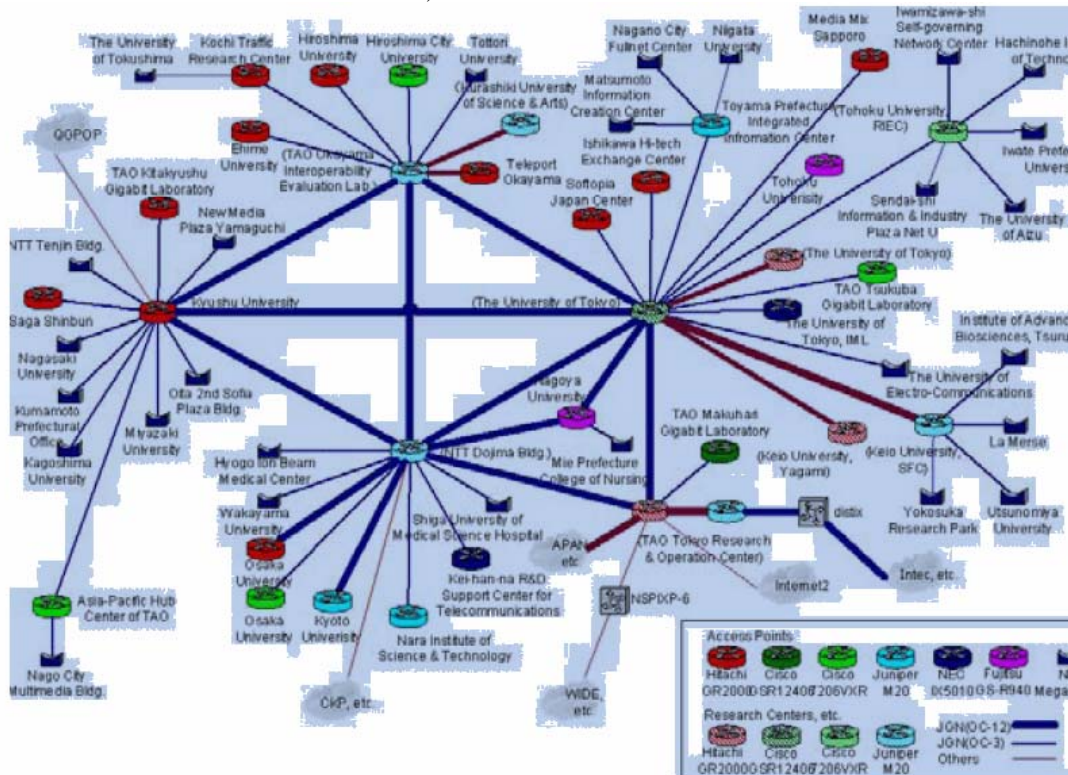 The University
of Tokushima
Kochi Traffic
Research Center
Hiroshima
University
Hiroshima City
University
Tottori
University
(Kurashiki University
of Science & Arts)
Nagano City
Fullnet Center
Niigata
University
Media Mix
Sapporo
Iwamizawa-shi
Self-governing
Network Center
Hachinohe I
of Techno
Matsumoto
Information
Creation Center
Toyama Prefecture
Integrated
Information Center
(Tohoku University
RIEC)
QGPOP
Ehime
University
(TAO Okayama
Interoperability
Evaluation Lab.)
Teleport
Okayama
Ishikawa Hi-tech
Exchange Center
Softopia
Japan Center
Tohoku
University
Iwate Prefe
Univers
Sendai-shi
Information & Industry
Plaza Net U
The University
of Aizu
TAO Kitakyushu
Gigabit Laboratory
New Media
Plaza Yamaguchi
NTT Tenjin Bldg.
Saga Shinbun
Kyushu University
(The University of Tokyo)
(The University of Tokyo)
TAO Tsukuba
Gigabit Laboratory
The University of
Tokyo, IML
Institute of Advanc
Biosciences, Tsuru
Nagasaki
University
Oita 2nd Sofia
Plaza Bldg.
Kumamoto
Prefectural
Office
Miyazaki
University
Kagoshima
University
Nagoya
University
The University of
Electro-Communications
TAO Makuhari
Gigabit Laboratory
(Keio University,
Yagami)
(Keio University,
SFC)
La Merse
Hyogo Ion Beam
Medical Center
(NTT Dojima Bldg.)
Mie Prefecture
College of Nursing
Wakayama
University
Shiga University of
Medical Science Hospital
Yokosuka
Research Park
Utsunomiya
University
distix
Osaka
University
APAN
etc.
(TAO Tokyo Research
& Operation Center)
Internet2
Intec, etc.
Kei-han-na R&D
Support Center for
Telecommunications
NSPIXP-6
Asia-Pacific Hub
Center of TAO
Osaka
University
Kyoto
University
Nara Institute of
Science & Technology
Nago City
Multimedia Bldg.
CKP, etc.
WIDE,
etc.
Access Points
Hitachi
GR2000
Cisco
GSR12406
Cisco
7206VXR
Juniper
M20
NEC
IX5010
Fujitsu
GS-R940
N
Mega
Research Centers, etc.
Hitachi
GR2000
Cisco
GSR12406
Cisco
7206VXR
Juniper
M20
JGN(OC-12)
JGN(OC-3)
Others